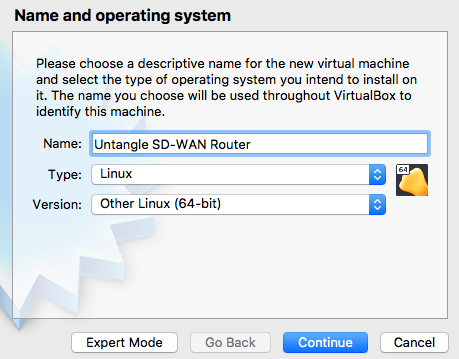 Name and operating system
Please choose a descriptive name for the new virtual machine
and select the type of operating system you intend to install on
it. The name you choose will be used throughout VirtualBox to
identify this machine.
Name: Untangle SD-WAN Router
Type: Linux
64
Version: Other Linux (64-bit)
Expert Mode Go Back Continue Cancel